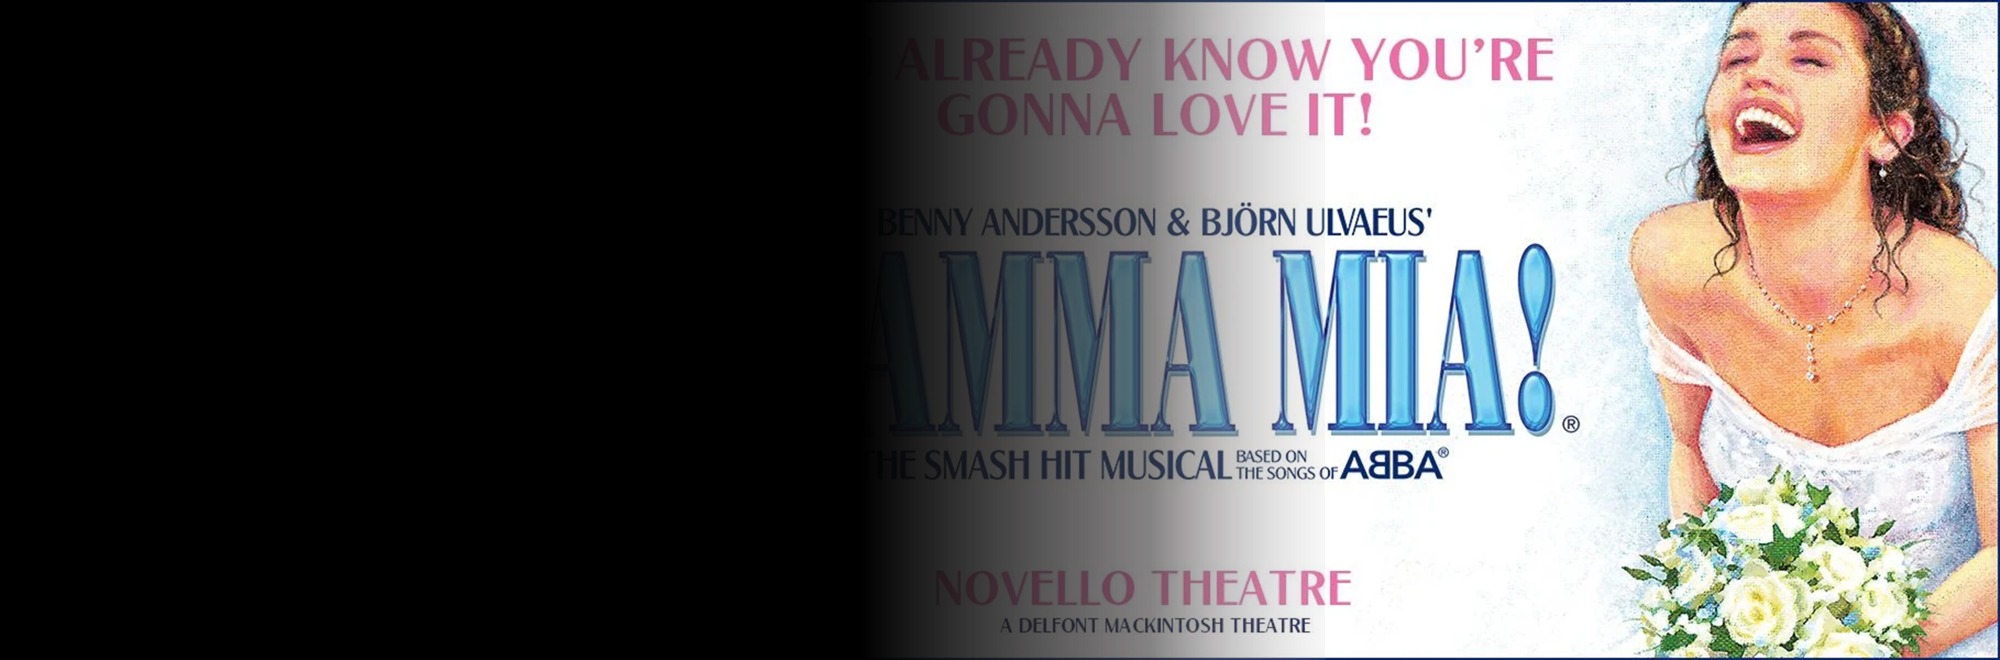 ALREADY KNOW YOU'RE
GONNA LOVE IT!
BENNY ANDERSSON & BJÖRN ULVAEUS'
AMMA MIA!®
HE SMASH HIT MUSICAL BASED ON THE SONGS OF ABBA®
NOVELLO THEATRE
A DELFONT MACKINTOSH THEATRE